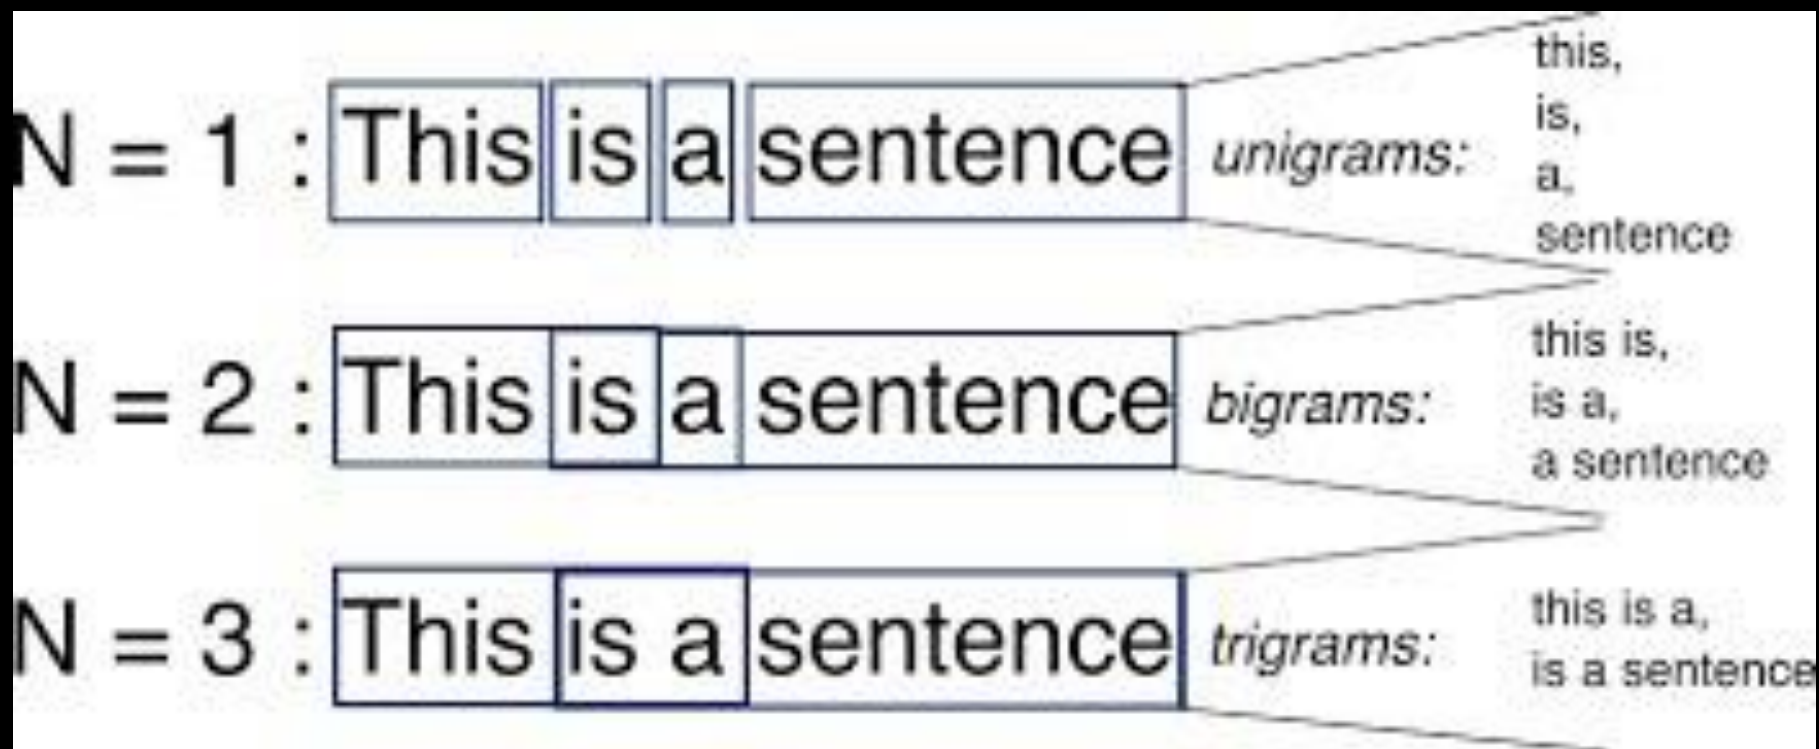 N = 1 : This is a sentence unigrams:
this,
is,
a,
sentence
N = 2 : This is a sentence bigrams:
this is,
is a,
a sentence
N = 3 : This is a sentence trigrams:
this is a,
is a sentence